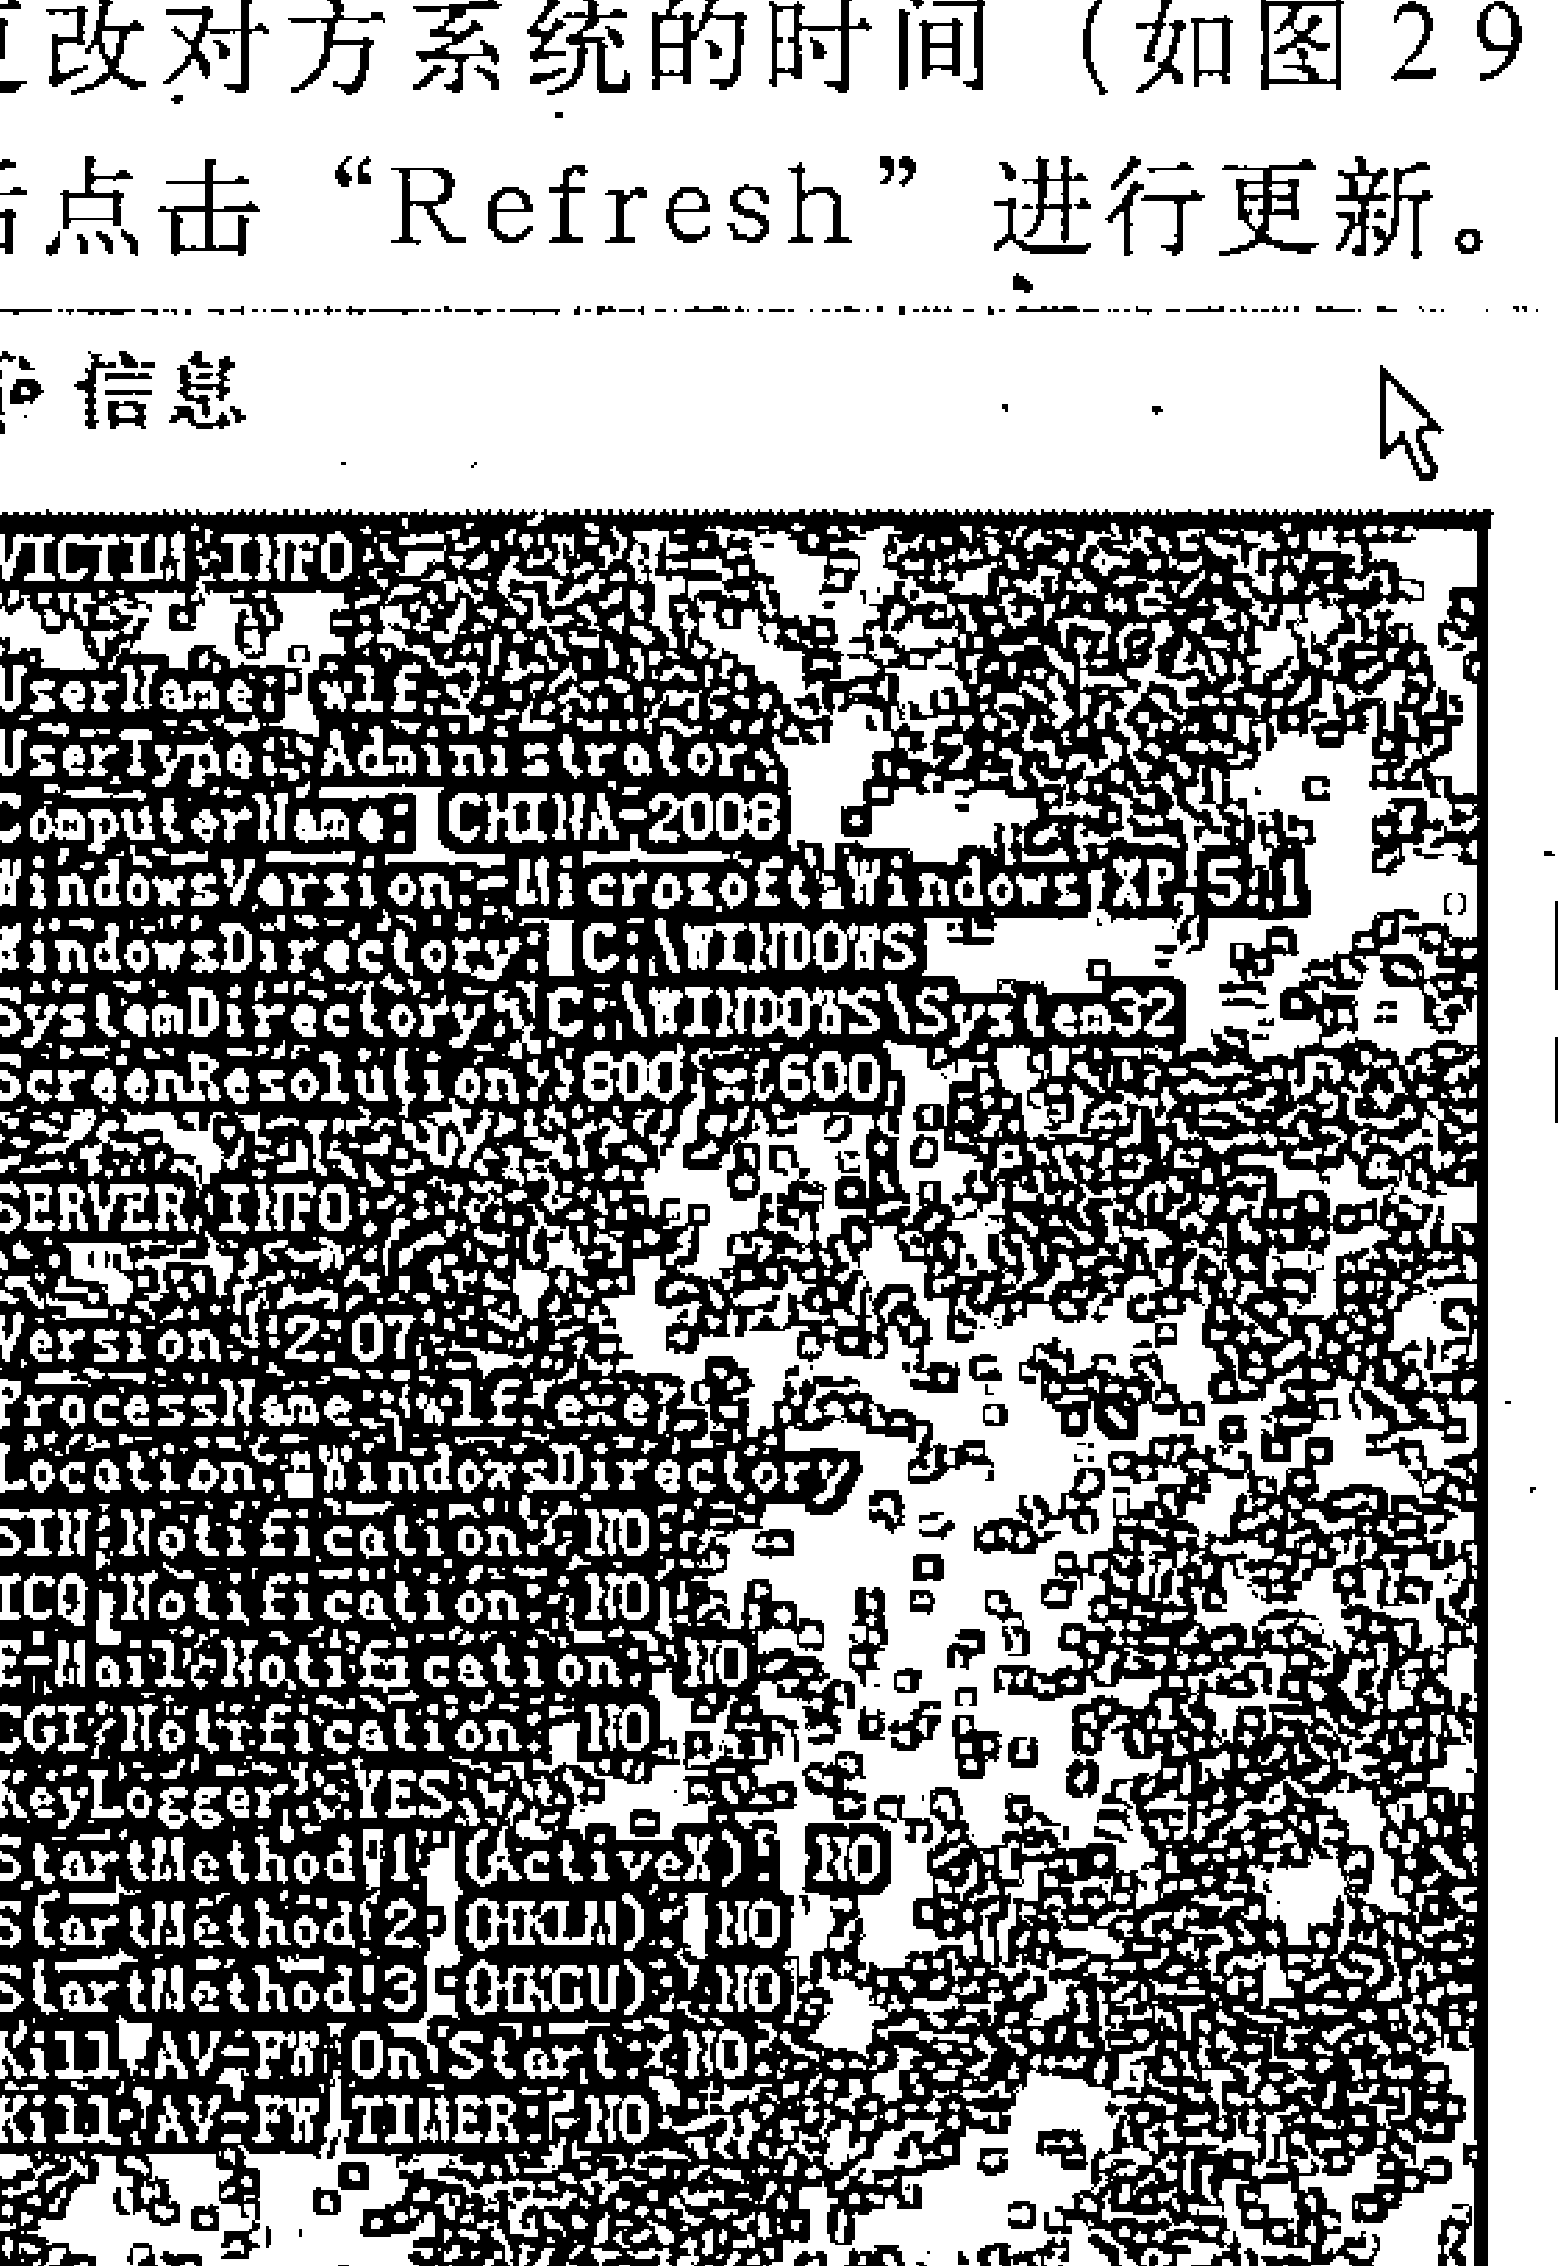 更改对方系统的时间（如图29
后点击“Refresh”进行更新。
信息
VICTIM INFO
UserName: wlf
UserType: Administrator
ComputerName: CHINA-2008
WindowsVersion: Microsoft Windows XP 5.1
WindowsDirectory: C:\WINDOWS
SystemDirectory: C:\WINDOWS\System32
ScreenResolution: 800 x 600
SERVER INFO
Version: 2.07
ProcessName: wlf.exe
Location: WindowsDirectory
SIN-Notification: NO
ICQ-Notification: NO
E-Mail-Notification: NO
CGI-Notification: NO
KeyLogger: YES
StartMethod 1 (ActiveX): NO
StartMethod 2 (HKLM): NO
StartMethod 3 (HKCU): NO
Kill AV-FW On Start: NO
Kill AV-FW TIMER: NO